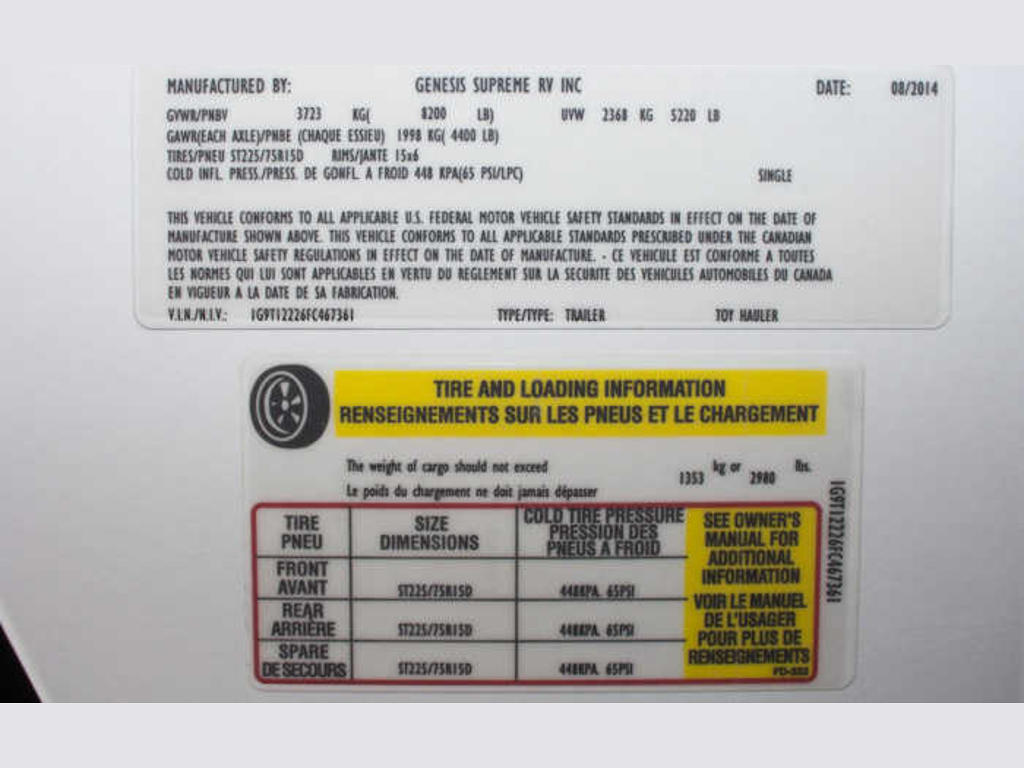 MANUFACTURED BY: GENESIS SUPREME RV INC DATE: 08/2014
GVWR/PNBV 3723 KG( 8200 LB) UVW 2368 KG 5220 LB
GAWR(EACH AXLE)/PNBE (CHAQUE ESSIEU) 1998 KG( 4400 LB)
TIRES/PNEU ST225/75R15D RIMS/JANTE 15x6
COLD INFL. PRESS./PRESS. DE GONFL. A FROID 448 KPA(65 PSI/LPC) SINGLE
THIS VEHICLE CONFORMS TO ALL APPLICABLE U.S. FEDERAL MOTOR VEHICLE SAFETY STANDARDS IN EFFECT ON THE DATE OF
MANUFACTURE SHOWN ABOVE. THIS VEHICLE CONFORMS TO ALL APPLICABLE STANDARDS PRESCRIBED UNDER THE CANADIAN
MOTOR VEHICLE SAFETY REGULATIONS IN EFFECT ON THE DATE OF MANUFACTURE. - CE VEHICULE EST CONFORME A TOUTES
LES NORMES QUI LUI SONT APPLICABLES EN VERTU DU REGLEMENT SUR LA SECURITE DES VEHICULES AUTOMOBILES DU CANADA
EN VIGUEUR A LA DATE DE SA FABRICATION.
V.I.N./N.I.V.: 1G9T12226FC467361 TYPE/TYPE: TRAILER TOY HAULER
TIRE AND LOADING INFORMATION
RENSEIGNEMENTS SUR LES PNEUS ET LE CHARGEMENT
The weight of cargo should not exceed
1353 kg or 2980 lbs.
Le poids du chargement ne doit jamais dépasser
TIRE
PNEU
SIZE
DIMENSIONS
COLD TIRE PRESSURE
PRESSION DES
PNEUS A FROID
FRONT
AVANT
ST225/75R15D
448KPA, 65PSI
REAR
ARRIÈRE
ST225/75R15D
448KPA, 65PSI
SPARE
DE SECOURS
ST225/75R15D
448KPA, 65PSI
SEE OWNER'S
MANUAL FOR
ADDITIONAL
INFORMATION
VOIR LE MANUEL
DE L'USAGER
POUR PLUS DE
RENSEIGNEMENTS
1G9T12226FC467361